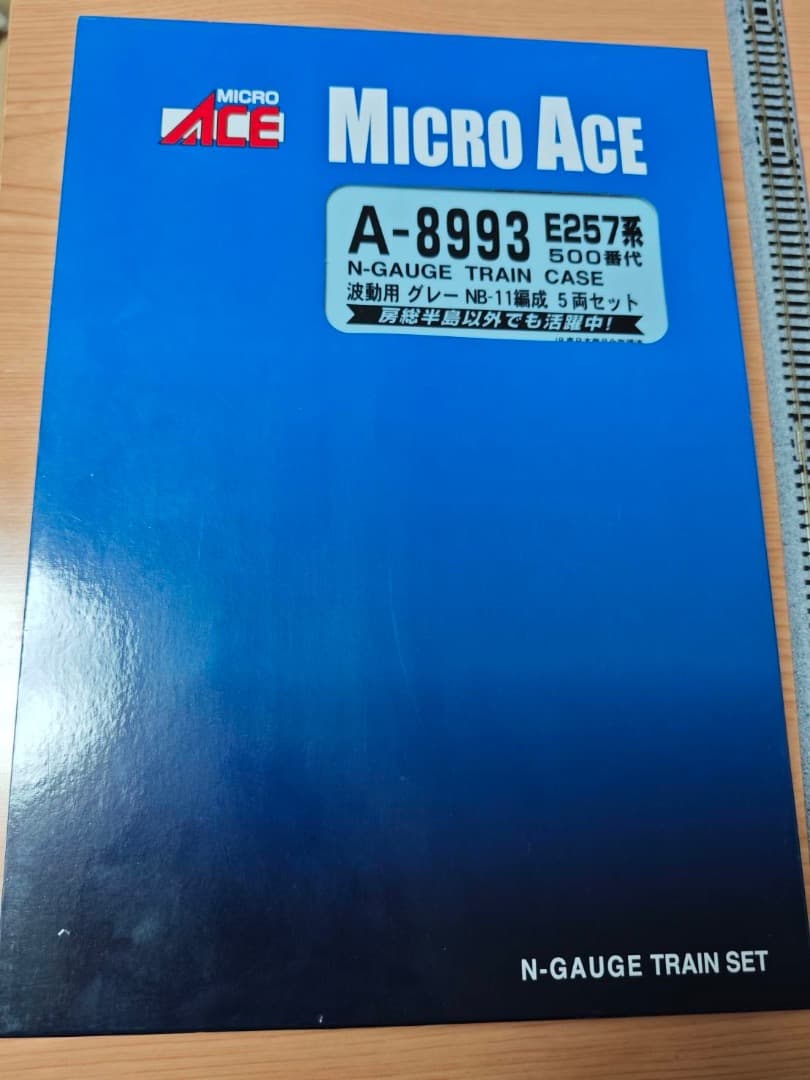 MICRO
ACE
MICRO ACE
A-8993 E257系
500番代
N-GAUGE TRAIN CASE
波動用 グレー NB-11編成 5両セット
房総半島以外でも活躍中!
N-GAUGE TRAIN SET